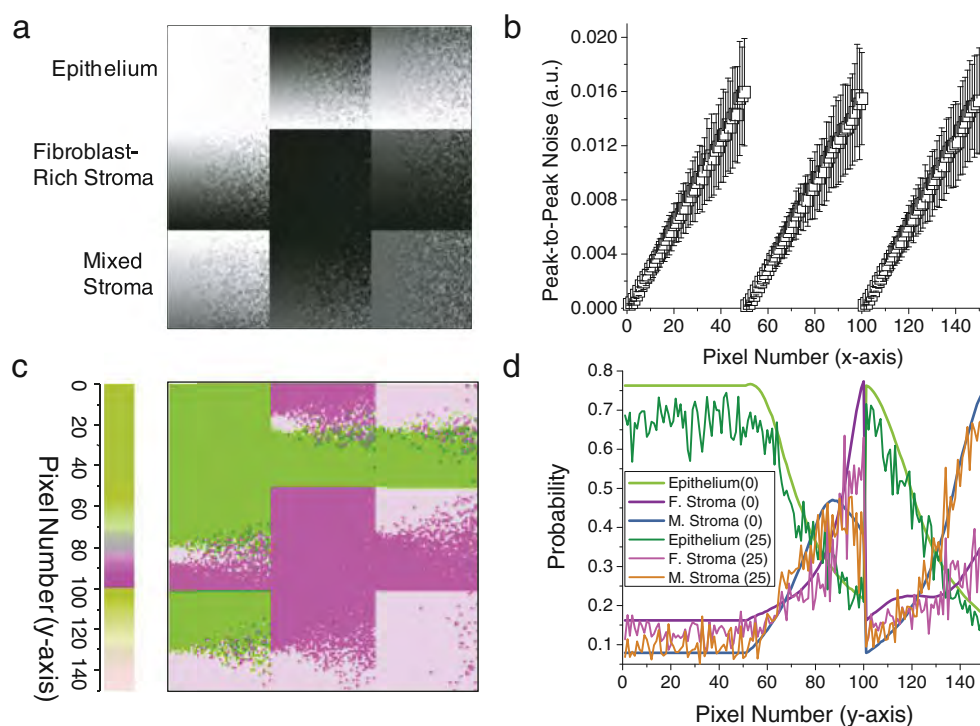 a
Epithelium
Fibroblast-
Rich Stroma
Mixed
Stroma
b
Peak-to-Peak Noise (a.u.)
0.020
0.016
0.012
0.008
0.004
0.000
0 20 40 60 80 100 120 140
Pixel Number (x-axis)
c
Pixel Number (y-axis)
0
20
40
60
80
100
120
140
d
Probability
0.8
0.7
0.6
0.5
0.4
0.3
0.2
0.1
Epithelium(0)
F. Stroma (0)
M. Stroma (0)
Epithelium (25)
F. Stroma (25)
M. Stroma (25)
0 20 40 60 80 100 120 140
Pixel Number (y-axis)